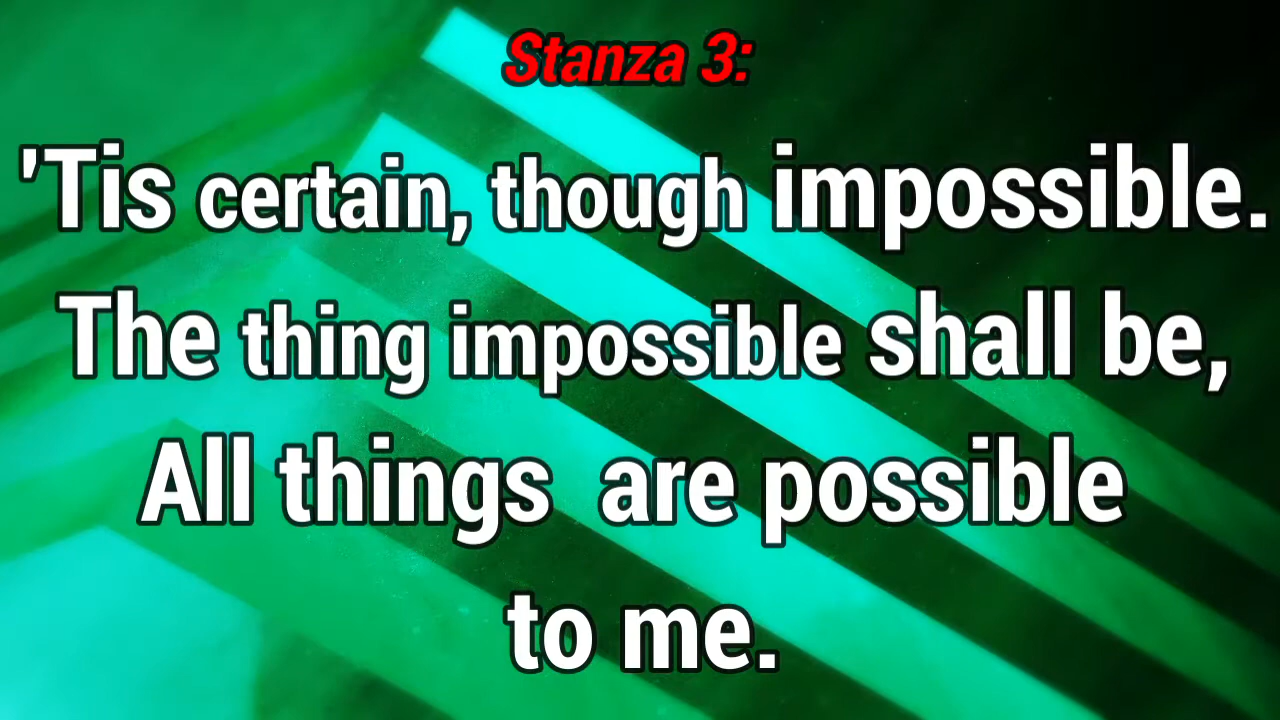 Stanza 3:
'Tis certain, though impossible.
The thing impossible shall be,
All things are possible
to me.